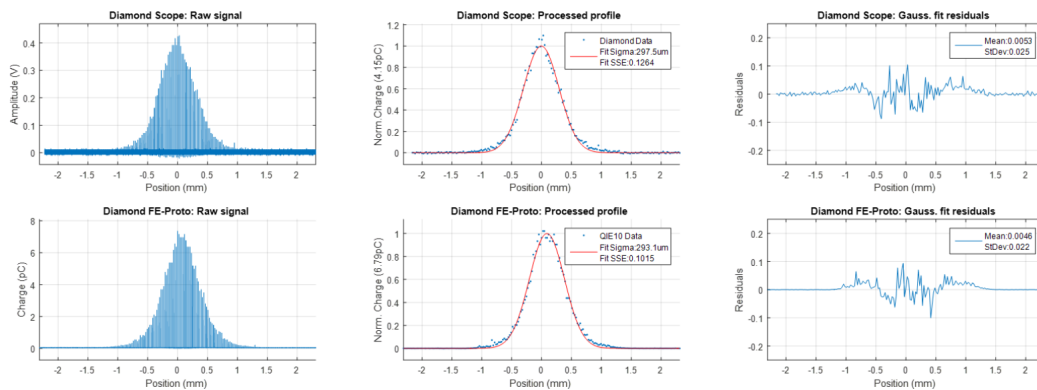 Diamond Scope: Raw signal
Amplitude (V)
0.4
0.3
0.2
0.1
0
-2 -1.5 -1 -0.5 0 0.5 1 1.5 2
Position (mm)
Diamond Scope: Processed profile
Norm.Charge (4.15pC)
1.2
1
0.8
0.6
0.4
0.2
0
Diamond Data
Fit Sigma:297.5um
Fit SSE:0.1264
-2 -1.5 -1 -0.5 0 0.5 1 1.5 2
Position (mm)
Diamond Scope: Gauss. fit residuals
Residuals
0.2
0.1
0
-0.1
-0.2
Mean:0.0053
StDev:0.025
-2 -1.5 -1 -0.5 0 0.5 1 1.5 2
Position (mm)
Diamond FE-Proto: Raw signal
Charge (pC)
8
6
4
2
0
-2 -1.5 -1 -0.5 0 0.5 1 1.5 2
Position (mm)
Diamond FE-Proto: Processed profile
Norm. Charge (6.79pC)
1
0.8
0.6
0.4
0.2
0
QIE10 Data
Fit Sigma:293.1um
Fit SSE:0.1015
-2 -1.5 -1 -0.5 0 0.5 1 1.5 2
Position (mm)
Diamond FE-Proto: Gauss. fit residuals
Residuals
0.2
0.1
0
-0.1
-0.2
Mean:0.0046
StDev:0.022
-2 -1.5 -1 -0.5 0 0.5 1 1.5 2
Position (mm)